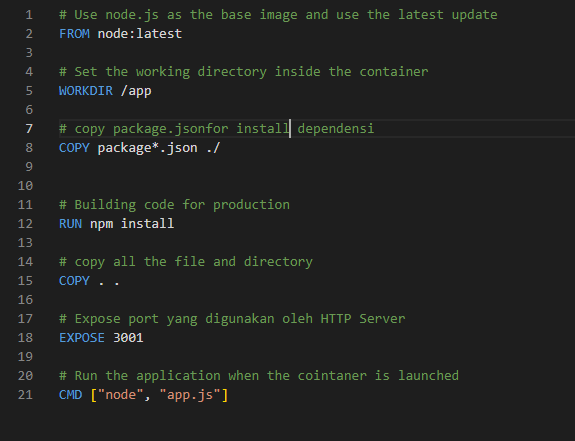 1 # Use node.js as the base image and use the latest update
2 FROM node:latest
3
4 # Set the working directory inside the container
5 WORKDIR /app
6
7 # copy package.jsonfor install dependensi
8 COPY package*.json ./
9
10
11 # Building code for production
12 RUN npm install
13
14 # copy all the file and directory
15 COPY . .
16
17 # Expose port yang digunakan oleh HTTP Server
18 EXPOSE 3001
19
20 # Run the application when the cointaner is launched
21 CMD ["node", "app.js"]